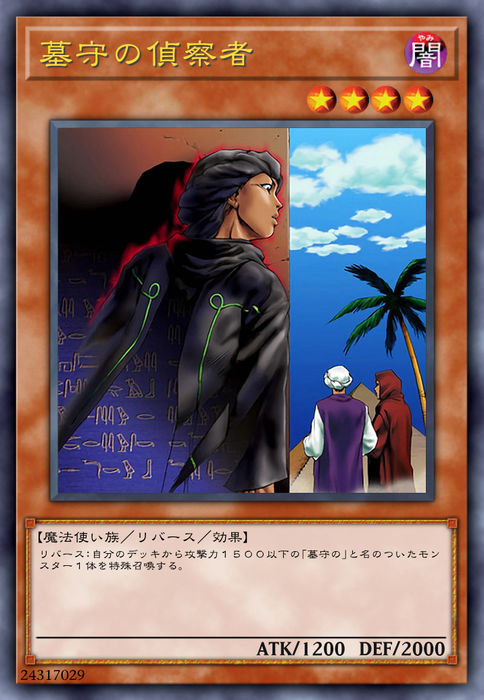 墓守の偵察者
やみ
闇
【魔法使い族／リバース／効果】
リバース：自分のデッキから攻撃力１５００以下の「墓守の」と名のついたモン
スター１体を特殊召喚する。
ATK/1200 DEF/2000
24317029